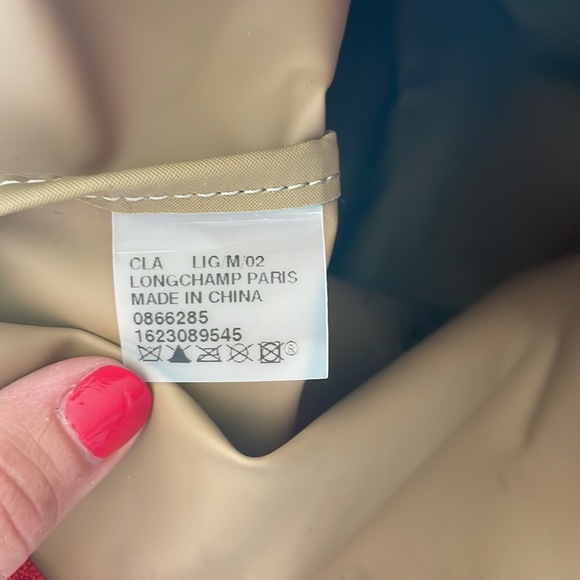 CLA LIG/M/02
LONGCHAMP PARIS
MADE IN CHINA
0866285
1623089545
®